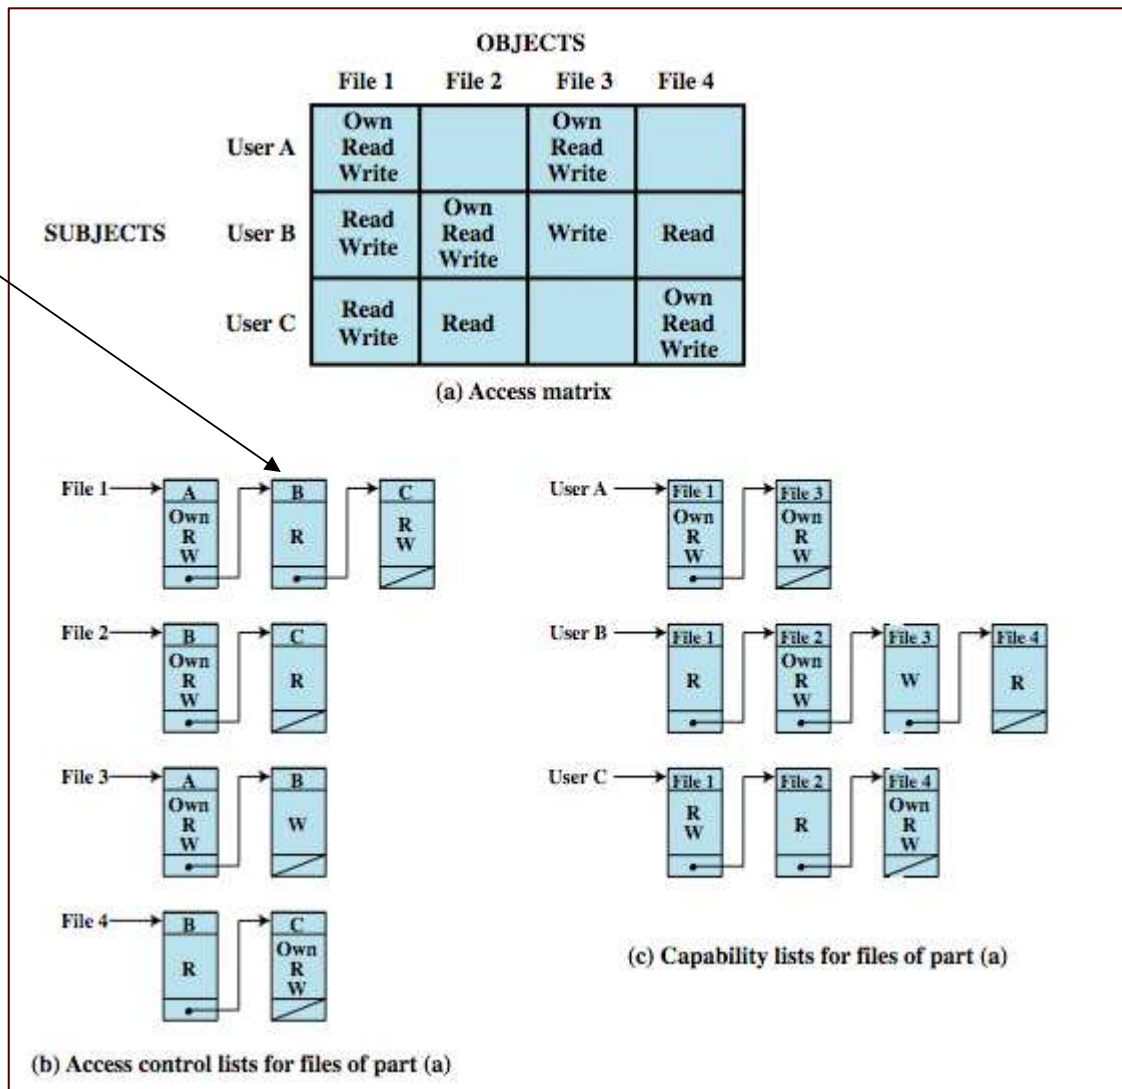 OBJECTS
File 1 File 2 File 3 File 4
SUBJECTS
User A
Own
Read
Write
Own
Read
Write
User B
Read
Write
Own
Read
Write
Write
Read
User C
Read
Write
Read
Own
Read
Write
(a) Access matrix
File 1
A
Own
R
W
B
R
C
R
W
File 2
B
Own
R
W
C
R
File 3
A
Own
R
W
B
W
File 4
B
R
C
Own
R
W
(b) Access control lists for files of part (a)
User A
File 1
Own
R
W
File 3
Own
R
W
User B
File 1
R
File 2
Own
R
W
File 3
W
File 4
R
User C
File 1
R
W
File 2
R
File 4
Own
R
W
(c) Capability lists for files of part (a)